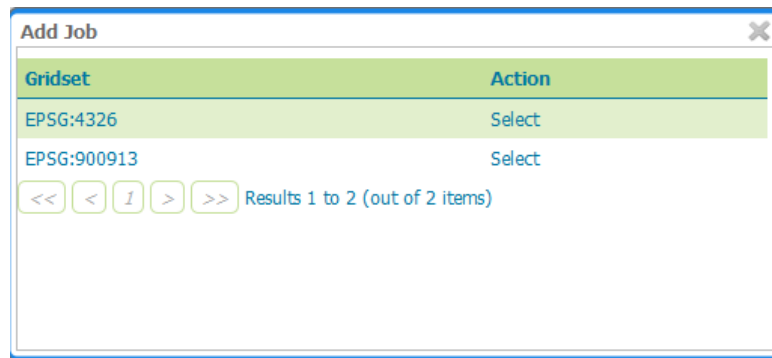 Add Job
Gridset Action
EPSG:4326 Select
EPSG:900913 Select
<< < 1 > >> Results 1 to 2 (out of 2 items)